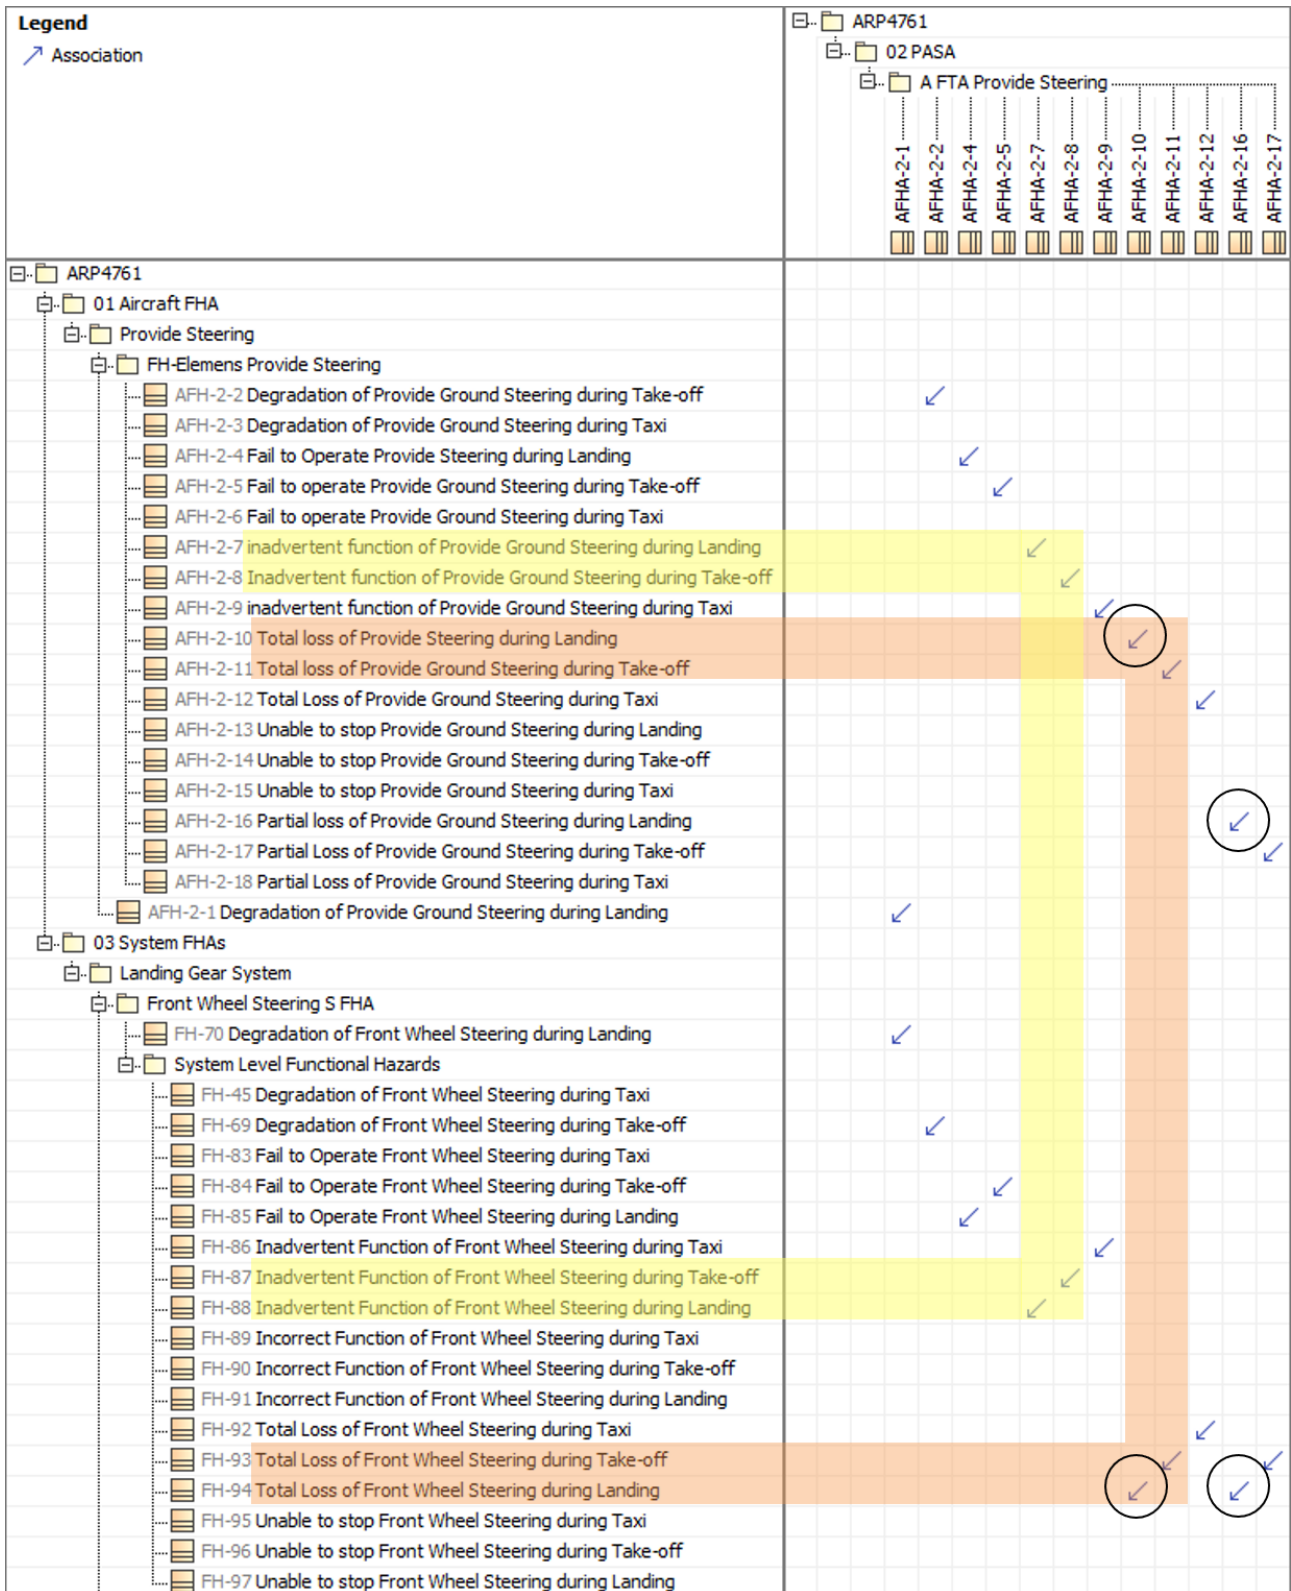 Legend
Association
ARP4761
02 PASA
A FTA Provide Steering
AFHA-2-1
AFHA-2-2
AFHA-2-4
AFHA-2-5
AFHA-2-7
AFHA-2-8
AFHA-2-9
AFHA-2-10
AFHA-2-11
AFHA-2-12
AFHA-2-16
AFHA-2-17
ARP4761
01 Aircraft FHA
Provide Steering
FH-Elemens Provide Steering
AFH-2-2 Degradation of Provide Ground Steering during Take-off
AFH-2-3 Degradation of Provide Ground Steering during Taxi
AFH-2-4 Fail to Operate Provide Steering during Landing
AFH-2-5 Fail to operate Provide Ground Steering during Take-off
AFH-2-6 Fail to operate Provide Ground Steering during Taxi
AFH-2-7 inadvertent function of Provide Ground Steering during Landing
AFH-2-8 Inadvertent function of Provide Ground Steering during Take-off
AFH-2-9 inadvertent function of Provide Ground Steering during Taxi
AFH-2-10 Total loss of Provide Steering during Landing
AFH-2-11 Total loss of Provide Ground Steering during Take-off
AFH-2-12 Total Loss of Provide Ground Steering during Taxi
AFH-2-13 Unable to stop Provide Ground Steering during Landing
AFH-2-14 Unable to stop Provide Ground Steering during Take-off
AFH-2-15 Unable to stop Provide Ground Steering during Taxi
AFH-2-16 Partial loss of Provide Ground Steering during Landing
AFH-2-17 Partial Loss of Provide Ground Steering during Take-off
AFH-2-18 Partial Loss of Provide Ground Steering during Taxi
AFH-2-1 Degradation of Provide Ground Steering during Landing
03 System FHAs
Landing Gear System
Front Wheel Steering S FHA
FH-70 Degradation of Front Wheel Steering during Landing
System Level Functional Hazards
FH-45 Degradation of Front Wheel Steering during Taxi
FH-69 Degradation of Front Wheel Steering during Take-off
FH-83 Fail to Operate Front Wheel Steering during Taxi
FH-84 Fail to Operate Front Wheel Steering during Take-off
FH-85 Fail to Operate Front Wheel Steering during Landing
FH-86 Inadvertent Function of Front Wheel Steering during Taxi
FH-87 Inadvertent Function of Front Wheel Steering during Take-off
FH-88 Inadvertent Function of Front Wheel Steering during Landing
FH-89 Incorrect Function of Front Wheel Steering during Taxi
FH-90 Incorrect Function of Front Wheel Steering during Take-off
FH-91 Incorrect Function of Front Wheel Steering during Landing
FH-92 Total Loss of Front Wheel Steering during Taxi
FH-93 Total Loss of Front Wheel Steering during Take-off
FH-94 Total Loss of Front Wheel Steering during Landing
FH-95 Unable to stop Front Wheel Steering during Taxi
FH-96 Unable to stop Front Wheel Steering during Take-off
FH-97 Unable to stop Front Wheel Steering during Landing